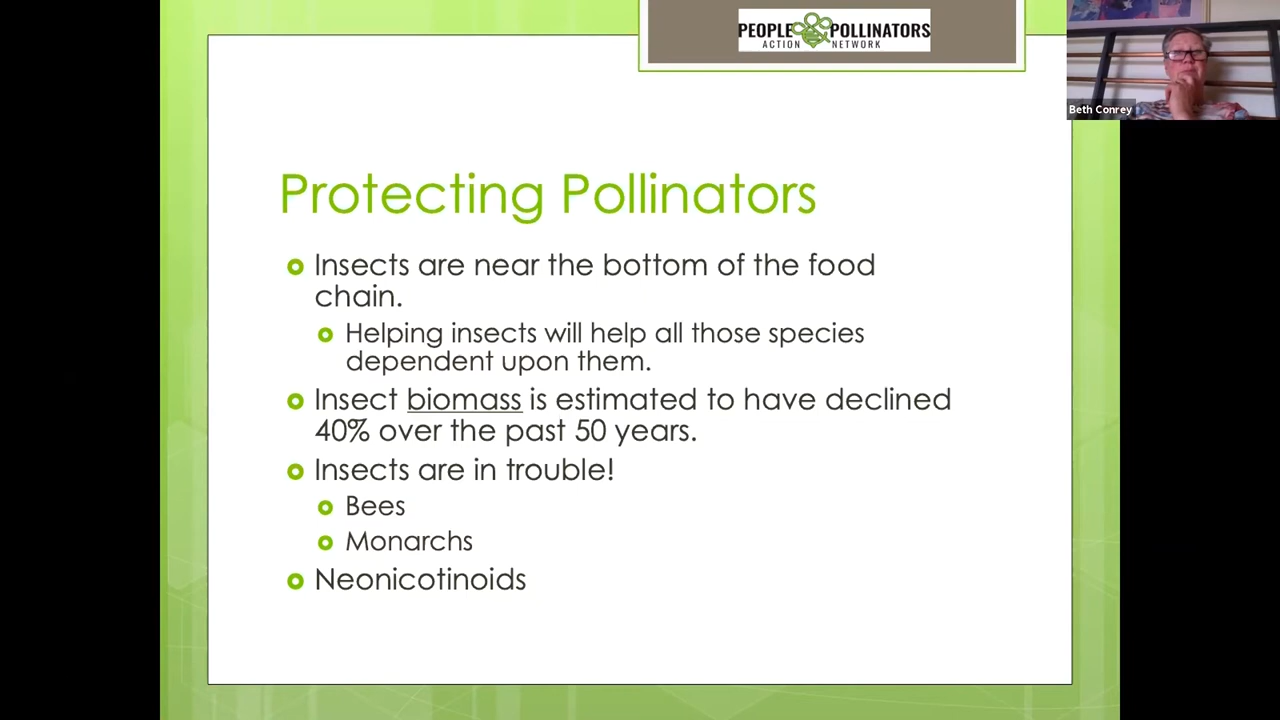 PEOPLE POLLINATORS
ACTION NETWORK
Beth Conrey
Protecting Pollinators
Insects are near the bottom of the food
chain.
Helping insects will help all those species
dependent upon them.
Insect biomass is estimated to have declined
40% over the past 50 years.
Insects are in trouble!
Bees
Monarchs
Neonicotinoids